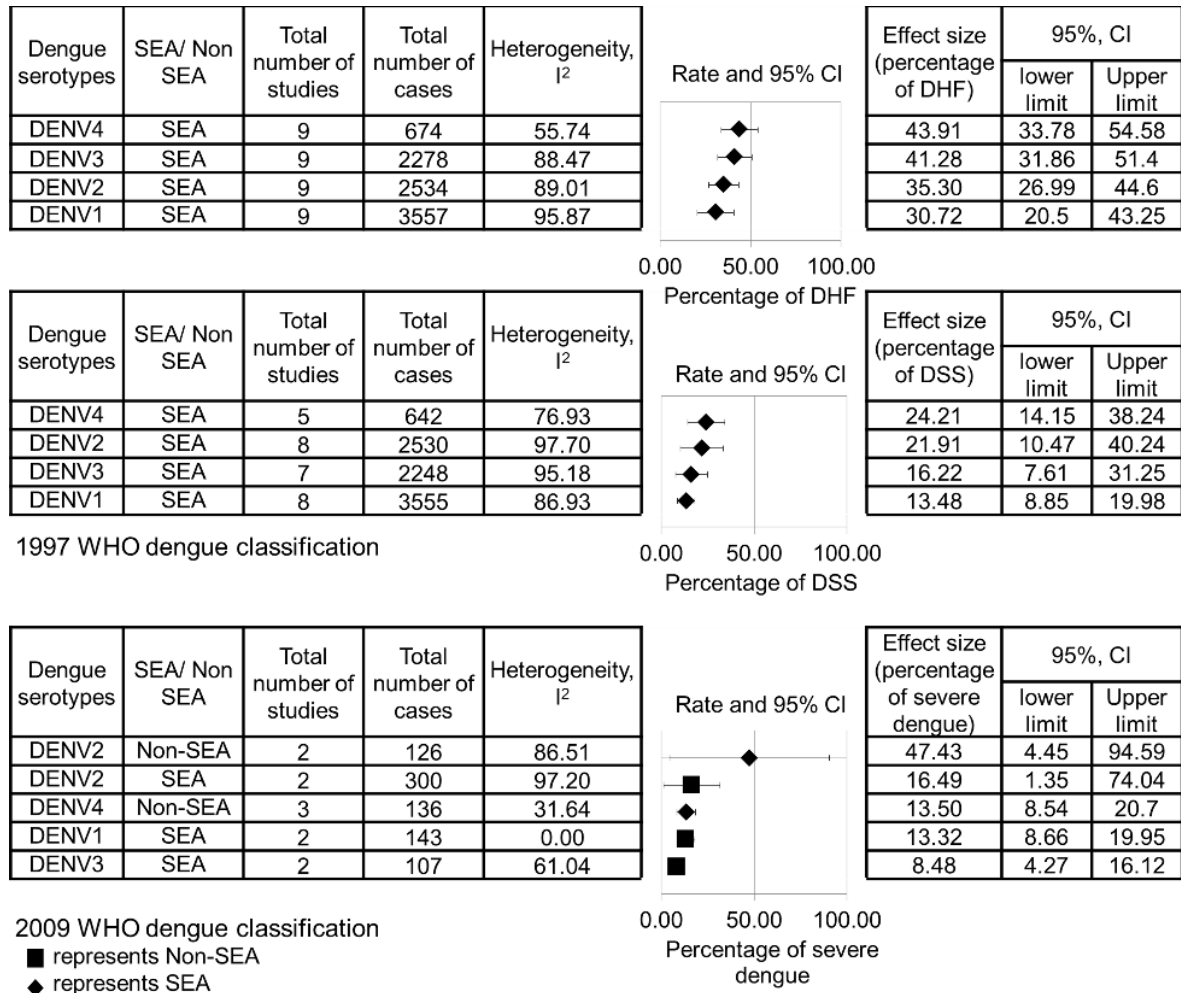 Dengue serotypes SEA/ Non SEA Total number of studies Total number of cases Heterogeneity, I² Rate and 95% CI Effect size (percentage of DHF) 95%, CI lower limit Upper limit
DENV4 SEA 9 674 55.74 43.91 33.78 54.58
DENV3 SEA 9 2278 88.47 41.28 31.86 51.4
DENV2 SEA 9 2534 89.01 35.30 26.99 44.6
DENV1 SEA 9 3557 95.87 30.72 20.5 43.25
0.00 50.00 100.00
Percentage of DHF
Dengue serotypes SEA/ Non SEA Total number of studies Total number of cases Heterogeneity, I² Rate and 95% CI Effect size (percentage of DSS) 95%, CI lower limit Upper limit
DENV4 SEA 5 642 76.93 24.21 14.15 38.24
DENV2 SEA 8 2530 97.70 21.91 10.47 40.24
DENV3 SEA 7 2248 95.18 16.22 7.61 31.25
DENV1 SEA 8 3555 86.93 13.48 8.85 19.98
1997 WHO dengue classification
0.00 50.00 100.00
Percentage of DSS
Dengue serotypes SEA/ Non SEA Total number of studies Total number of cases Heterogeneity, I² Rate and 95% CI Effect size (percentage of severe dengue) 95%, CI lower limit Upper limit
DENV2 Non-SEA 2 126 86.51 47.43 4.45 94.59
DENV2 SEA 2 300 97.20 16.49 1.35 74.04
DENV4 Non-SEA 3 136 31.64 13.50 8.54 20.7
DENV1 SEA 2 143 0.00 13.32 8.66 19.95
DENV3 SEA 2 107 61.04 8.48 4.27 16.12
0.00 50.00 100.00
Percentage of severe
dengue
2009 WHO dengue classification
represents Non-SEA
represents SEA